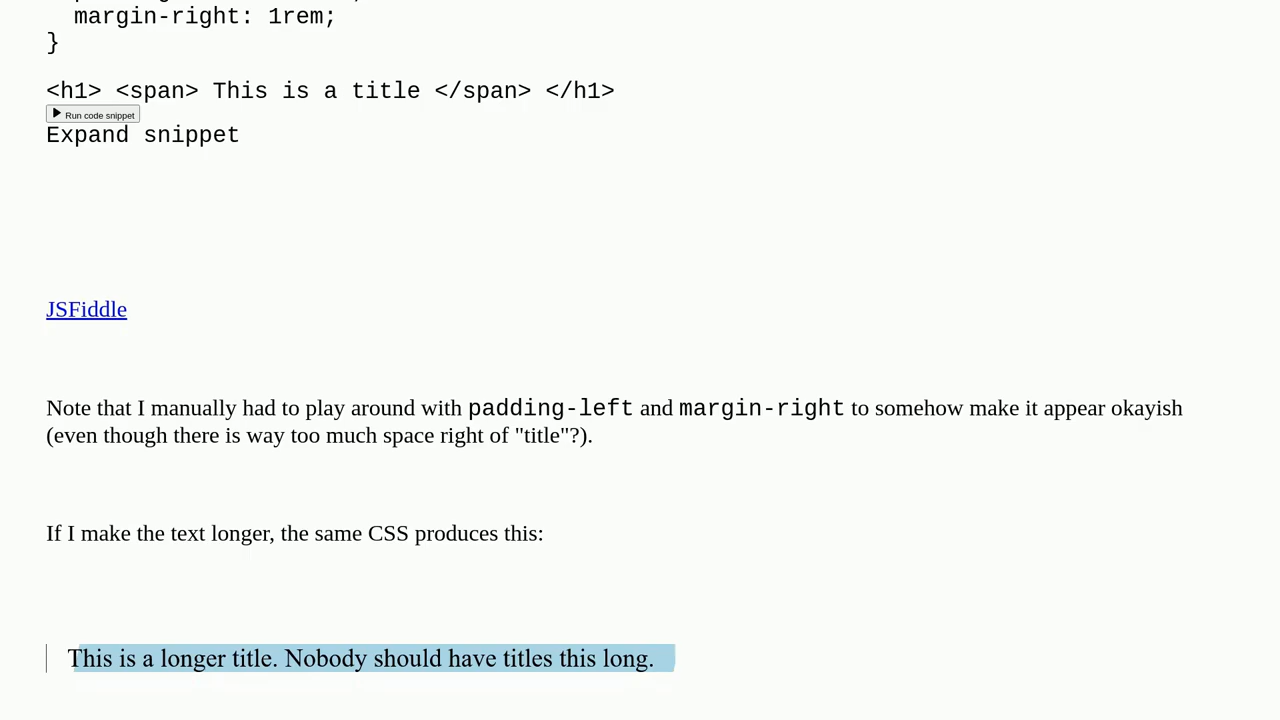 margin-right: 1rem;
}
<h1> <span> This is a title </span> </h1>
Run code snippet
Expand snippet
JSFiddle
Note that I manually had to play around with padding-left and margin-right to somehow make it appear okayish
(even though there is way too much space right of "title"?).
If I make the text longer, the same CSS produces this:
This is a longer title. Nobody should have titles this long.